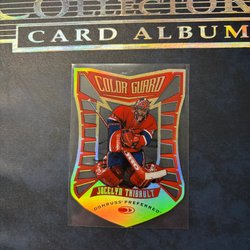 COLLECTOR
CARD ALBUM
COLOR GUARD
JOCELYN THIBAULT
DONRUSS PREFERRED